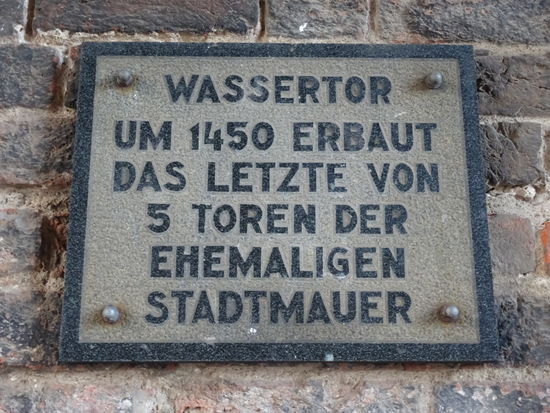 WASSERTOR
UM 1450 ERBAUT
DAS LETZTE VON
5 TOREN DER
EHEMALIGEN
STADTMAUER